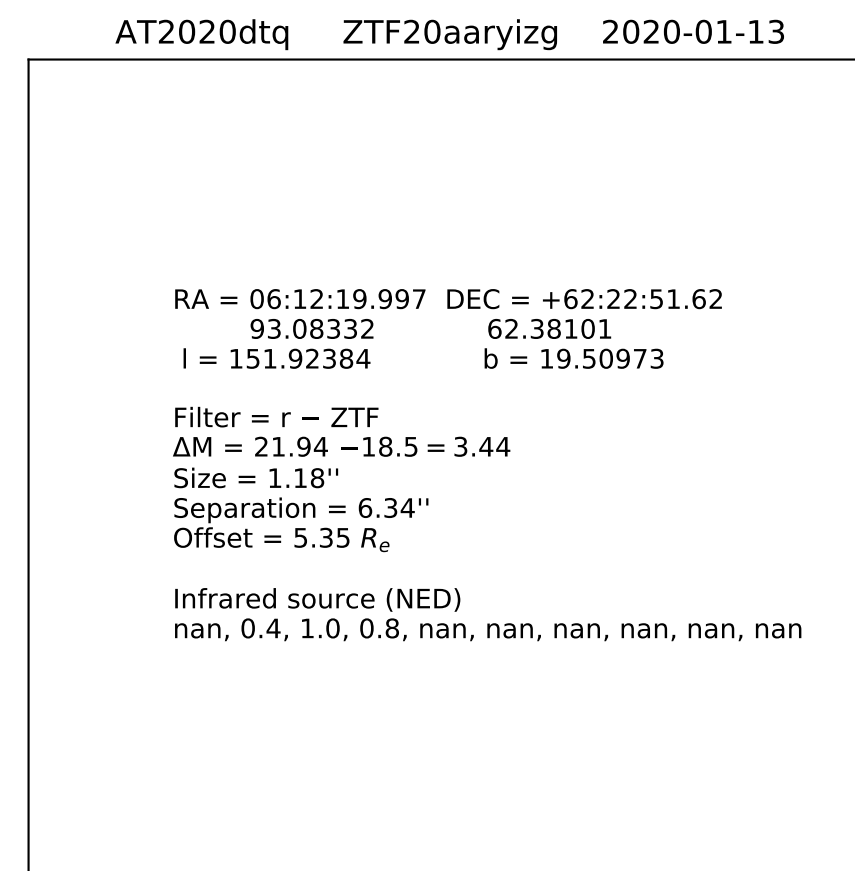 AT2020dtq ZTF20aaryizg 2020-01-13
RA = 06:12:19.997 DEC = +62:22:51.62
93.08332 62.38101
l = 151.92384 b = 19.50973
Filter = r − ZTF
ΔM = 21.94 −18.5 = 3.44
Size = 1.18''
Separation = 6.34''
Offset = 5.35 Re
Infrared source (NED)
nan, 0.4, 1.0, 0.8, nan, nan, nan, nan, nan, nan